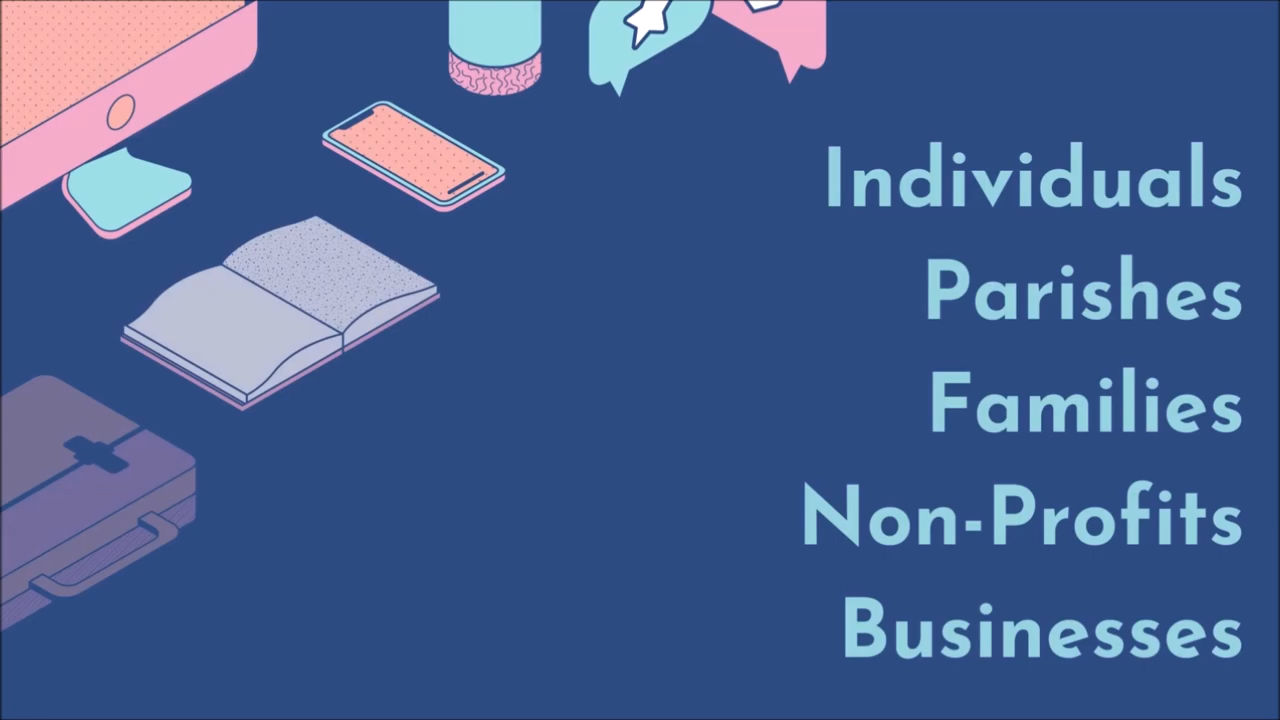 Individuals
Parishes
Families
Non-Profits
Businesses